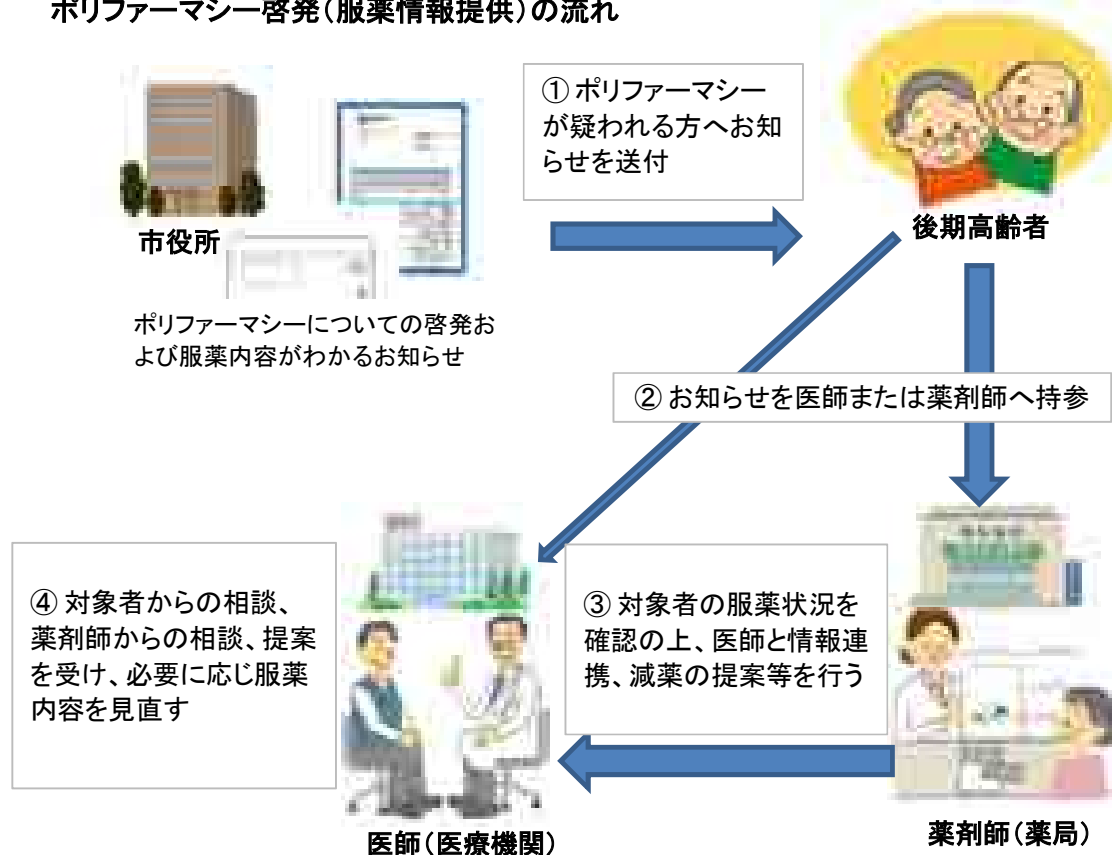 ポリファーマシー啓発(服薬情報提供)の流れ
① ポリファーマシー
が疑われる方へお知
らせを送付
市役所
後期高齢者
ポリファーマシーについての啓発お
よび服薬内容がわかるお知らせ
② お知らせを医師または薬剤師へ持参
④ 対象者からの相談、
薬剤師からの相談、提案
を受け、必要に応じ服薬
内容を見直す
③ 対象者の服薬状況を
確認の上、医師と情報連
携、減薬の提案等を行う
医師(医療機関)
薬剤師(薬局)